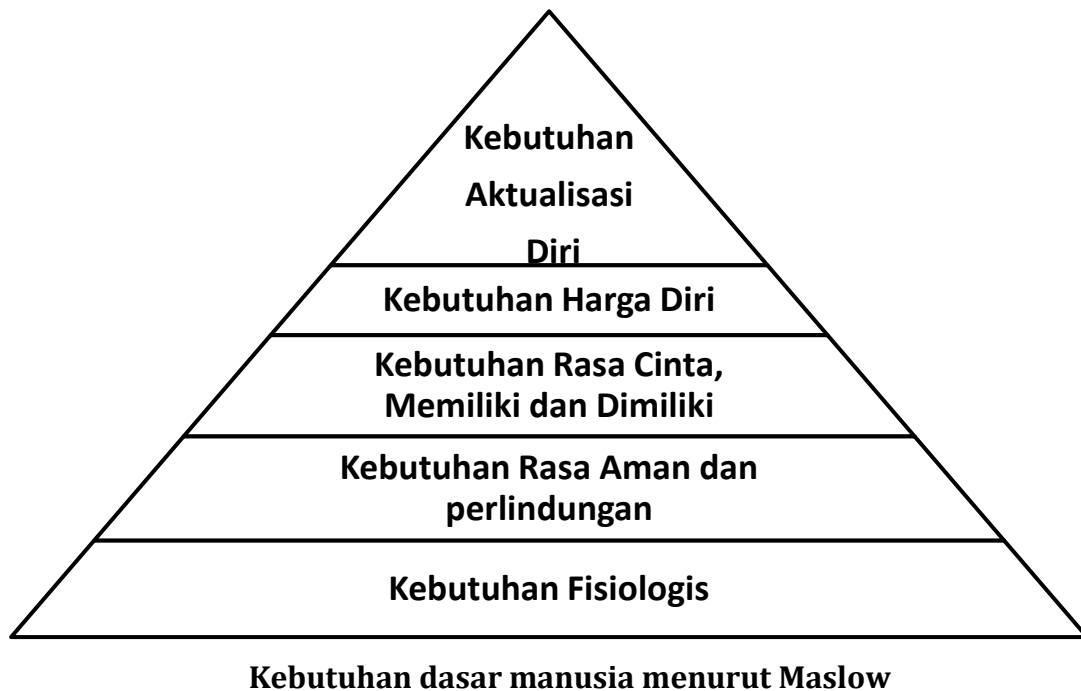 Kebutuhan
Aktualisasi
Diri
Kebutuhan Harga Diri
Kebutuhan Rasa Cinta,
Memiliki dan Dimiliki
Kebutuhan Rasa Aman dan
perlindungan
Kebutuhan Fisiologis
Kebutuhan dasar manusia menurut Maslow